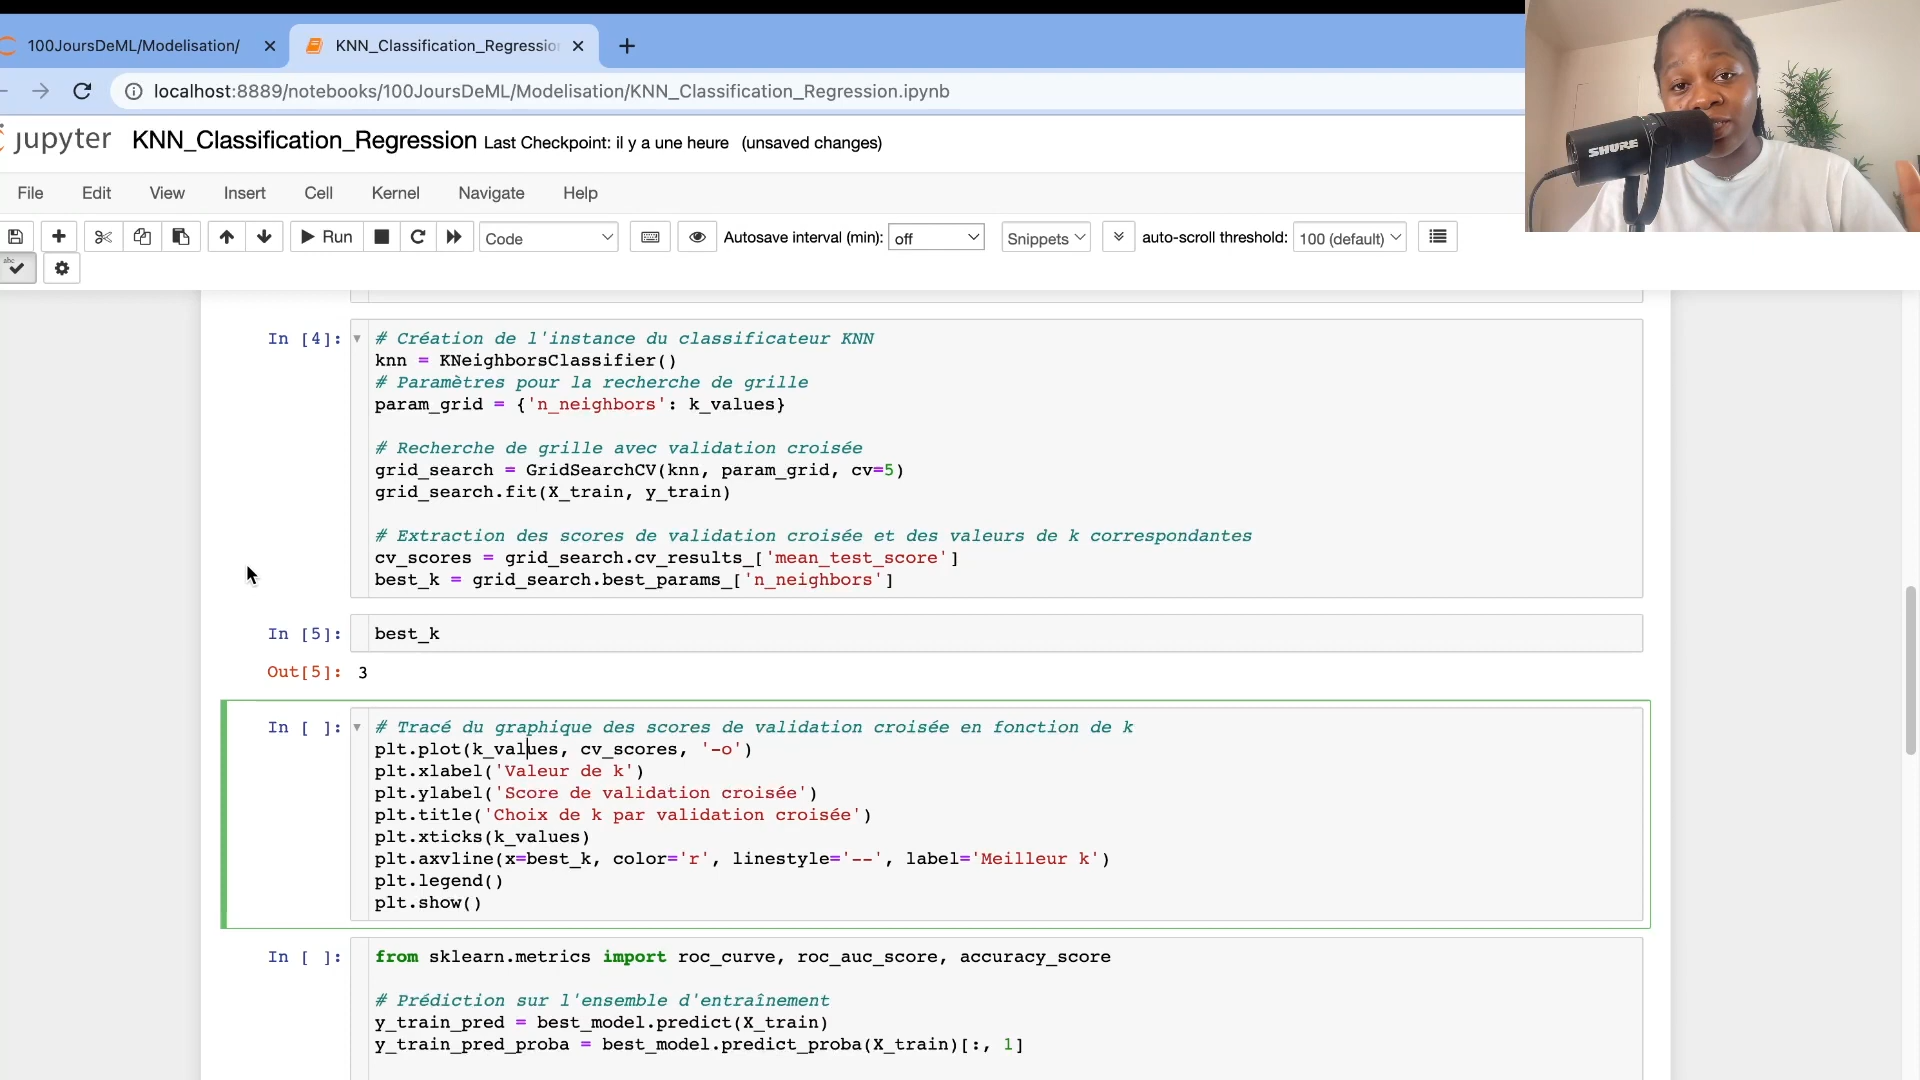 100JoursDeML/Modelisation/
KNN_Classification_Regressio
localhost:8889/notebooks/100JoursDeML/Modelisation/KNN_Classification_Regression.ipynb
jupyter KNN_Classification_Regression Last Checkpoint: il y a une heure (unsaved changes)
SHURE
File Edit View Insert Cell Kernel Navigate Help
Run Code Autosave interval (min): off Snippets auto-scroll threshold: 100 (default)
abc
In [4]: # Création de l'instance du classificateur KNN
knn = KNeighborsClassifier()
# Paramètres pour la recherche de grille
param_grid = {'n_neighbors': k_values}
# Recherche de grille avec validation croisée
grid_search = GridSearchCV(knn, param_grid, cv=5)
grid_search.fit(X_train, y_train)
# Extraction des scores de validation croisée et des valeurs de k correspondantes
cv_scores = grid_search.cv_results_['mean_test_score']
best_k = grid_search.best_params_['n_neighbors']
In [5]: best_k
Out[5]: 3
In [ ]: # Tracé du graphique des scores de validation croisée en fonction de k
plt.plot(k_values, cv_scores, '-o')
plt.xlabel('Valeur de k')
plt.ylabel('Score de validation croisée')
plt.title('Choix de k par validation croisée')
plt.xticks(k_values)
plt.axvline(x=best_k, color='r', linestyle='--', label='Meilleur k')
plt.legend()
plt.show()
In [ ]: from sklearn.metrics import roc_curve, roc_auc_score, accuracy_score
# Prédiction sur l'ensemble d'entraînement
y_train_pred = best_model.predict(X_train)
y_train_pred_proba = best_model.predict_proba(X_train)[:, 1]